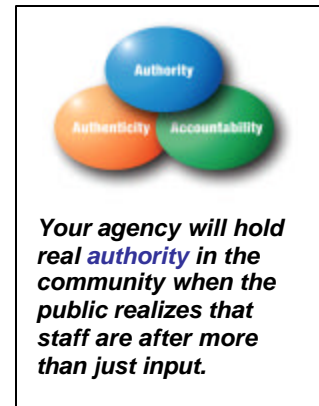 Authority
Authenticity Accountability
Your agency will hold
real authority in the
community when the
public realizes that
staff are after more
than just input.